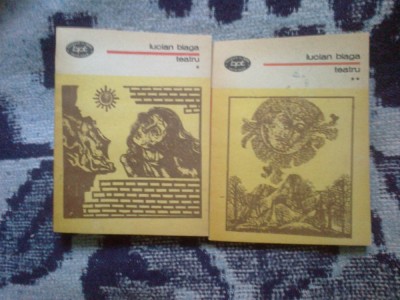 bpt
lucian blaga
teatru
*
bpt
lucian blaga
teatru
**